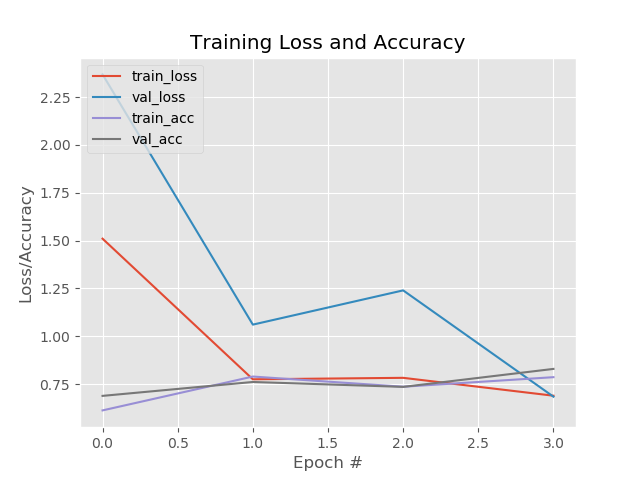 Training Loss and Accuracy
train_loss
val_loss
train_acc
val_acc
2.25
2.00
1.75
1.50
1.25
1.00
0.75
Loss/Accuracy
0.0 0.5 1.0 1.5 2.0 2.5 3.0
Epoch #